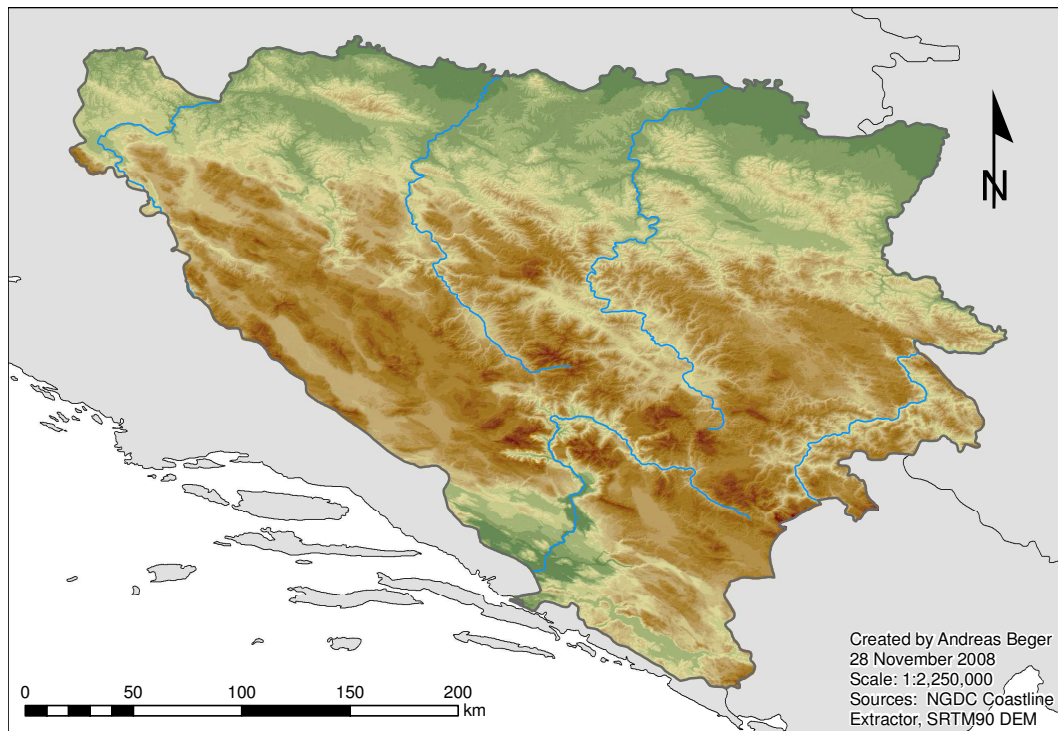 N
Created by Andreas Beger
28 November 2008
Scale: 1:2,250,000
Sources: NGDC Coastline
Extractor, SRTM90 DEM
0 50 100 150 200
km